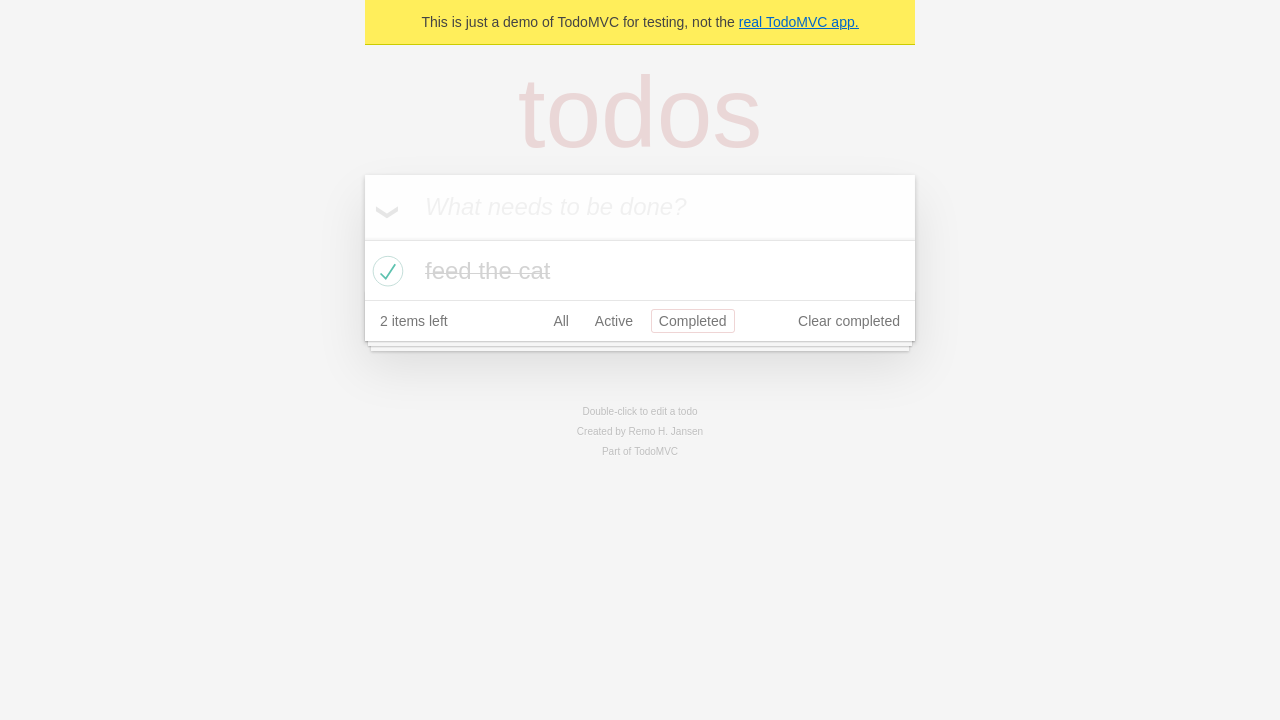 This is just a demo of TodoMVC for testing, not the real TodoMVC app.
todos
What needs to be done?
feed the cat
2 items left All Active Completed Clear completed
Double-click to edit a todo
Created by Remo H. Jansen
Part of TodoMVC